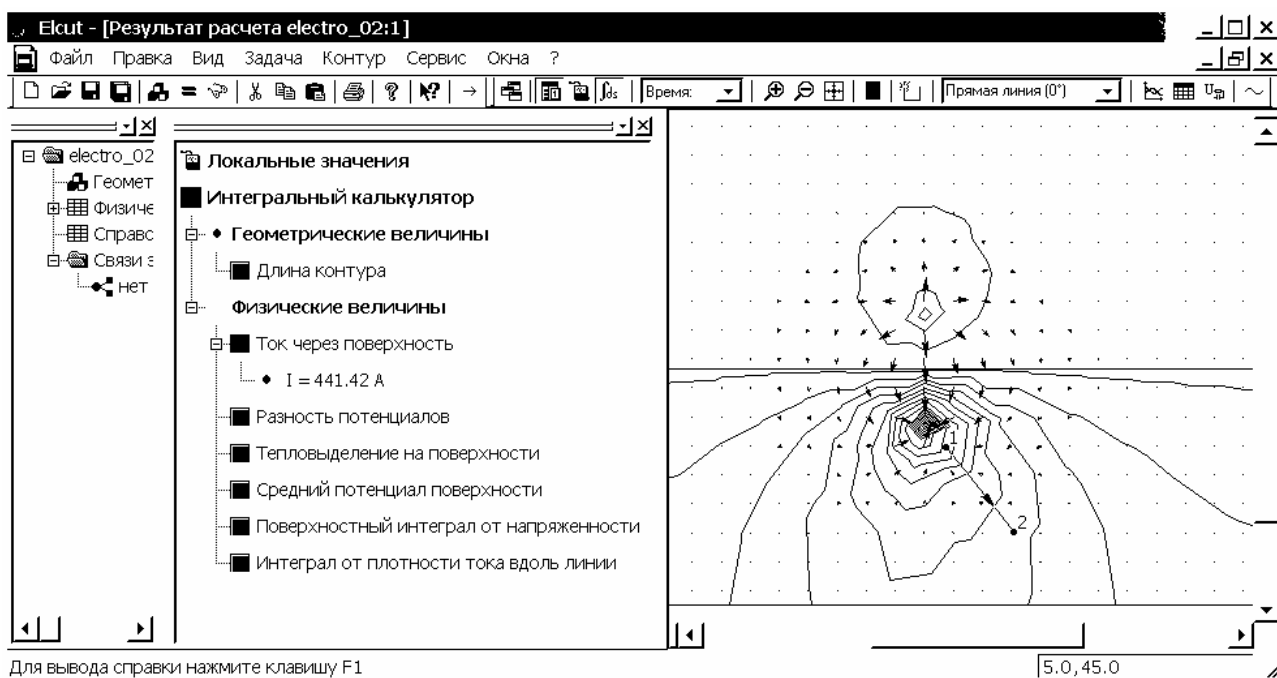 Elcut - [Результат расчета electro_02:1]
Файл Правка Вид Задача Контур Сервис Окна ?
Время: Прямая линия (0°)
electro_02
Геомет
Физиче
Справс
Связи з
нет
Локальные значения
Интегральный калькулятор
Геометрические величины
Длина контура
Физические величины
Ток через поверхность
I = 441.42 А
Разность потенциалов
Тепловыделение на поверхности
Средний потенциал поверхности
Поверхностный интеграл от напряженности
Интеграл от плотности тока вдоль линии
1
2
Для вывода справки нажмите клавишу F1
5.0,45.0